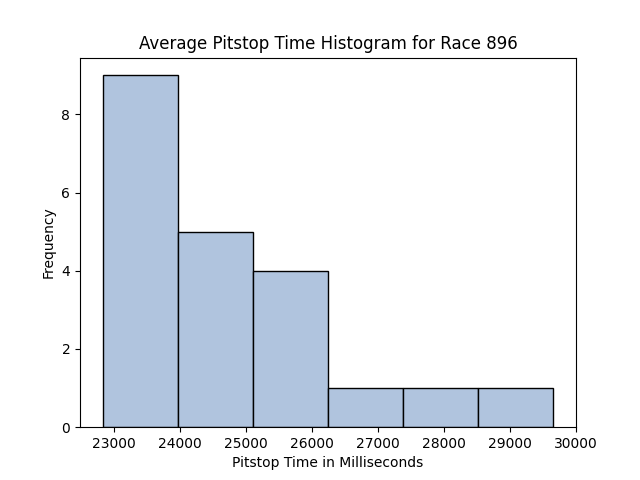 Average Pitstop Time Histogram for Race 896
8
6
4
2
0
Frequency
23000 24000 25000 26000 27000 28000 29000 30000
Pitstop Time in Milliseconds